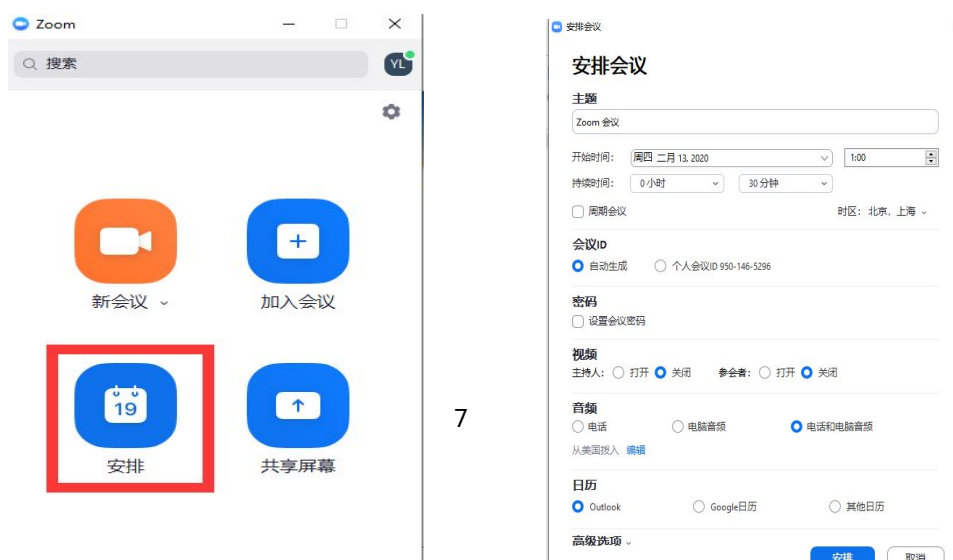 Zoom
搜索
YL
新会议
加入会议
19
安排
共享屏幕
7
安排会议
安排会议
主题
Zoom 会议
开始时间: 周四 二月 13, 2020 1:00
持续时间: 0 小时 30 分钟
周期会议 时区: 北京, 上海
会议ID
自动生成 个人会议ID 950-146-5296
密码
设置会议密码
视频
主持人: 打开 关闭 参会者: 打开 关闭
音频
电话 电脑音频 电话和电脑音频
从美国拨入 编辑
日历
Outlook Google日历 其他日历
高级选项
安排 取消